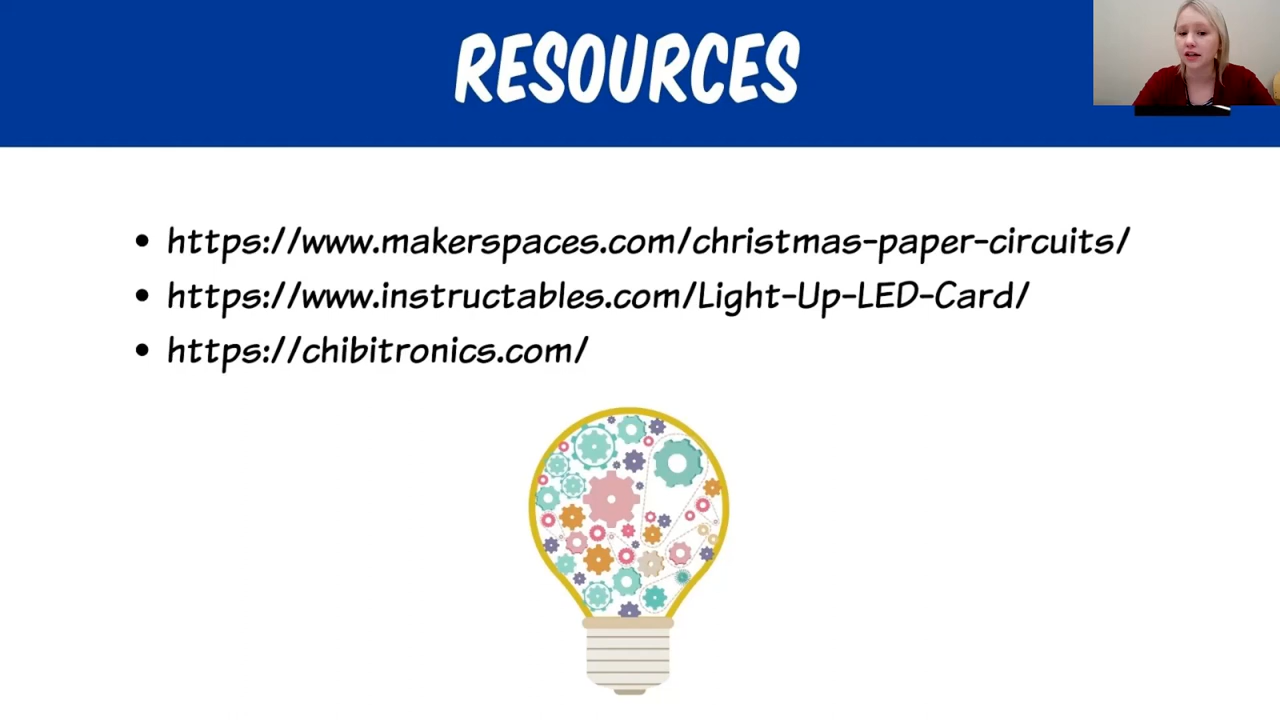 RESOURCES
• https://www.makerspaces.com/christmas-paper-circuits/
• https://www.instructables.com/Light-Up-LED-Card/
• https://chibitronics.com/